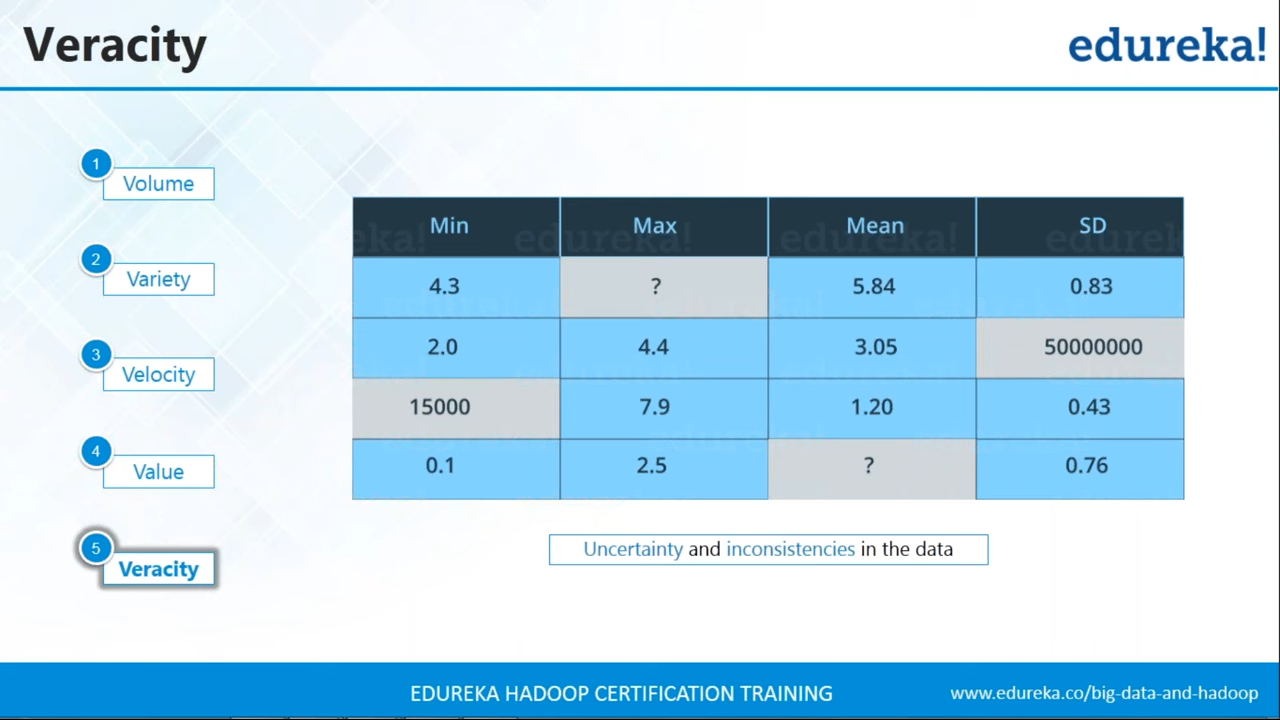 Veracity
edureka!
1
Volume
2
Variety
3
Velocity
4
Value
5
Veracity
Min Max Mean SD
4.3 ? 5.84 0.83
2.0 4.4 3.05 50000000
15000 7.9 1.20 0.43
0.1 2.5 ? 0.76
Uncertainty and inconsistencies in the data
EDUREKA HADOOP CERTIFICATION TRAINING
www.edureka.co/big-data-and-hadoop